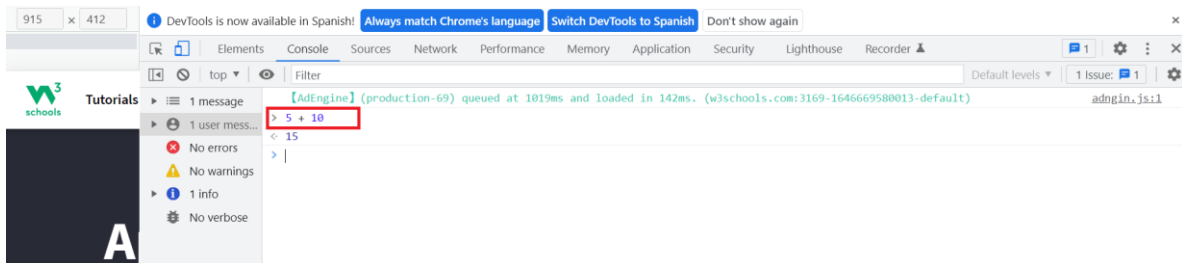 915 × 412 DevTools is now available in Spanish! Always match Chrome's language Switch DevTools to Spanish Don't show again ×
Elements Console Sources Network Performance Memory Application Security Lighthouse Recorder 1 ×
top ▼ Filter Default levels ▼ 1 Issue: 1
w3 schools
Tutorials
1 message
【AdEngine】(production-69) queued at 1019ms and loaded in 142ms. (w3schools.com:3169-1646669580013-default) adngin.js:1
1 user mess...
> 5 + 10
No errors
<· 15
No warnings
>
1 info
No verbose
A